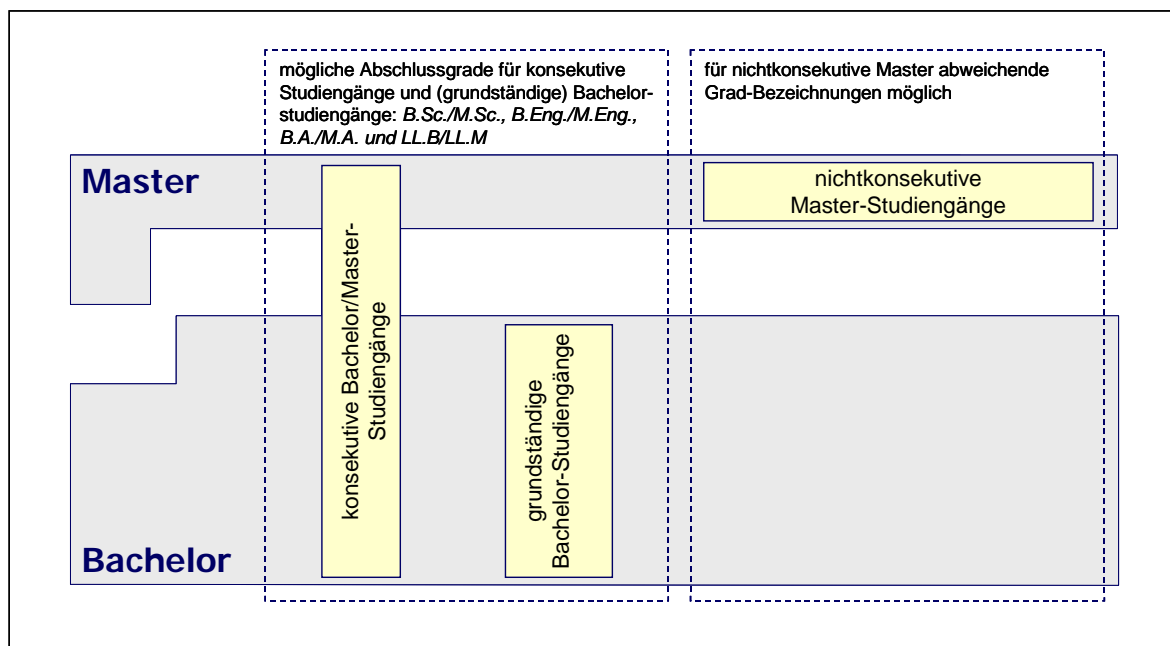 mögliche Abschlussgrade für konsekutive
Studiengänge und (grundständige) Bachelor-
studiengänge: B.Sc./M.Sc., B.Eng./M.Eng.,
B.A./M.A. und LL.B/LL.M
für nichtkonsekutive Master abweichende
Grad-Bezeichnungen möglich
Master
nichtkonsekutive
Master-Studiengänge
konsekutive Bachelor/Master-
Studiengänge
grundständige
Bachelor-Studiengänge
Bachelor